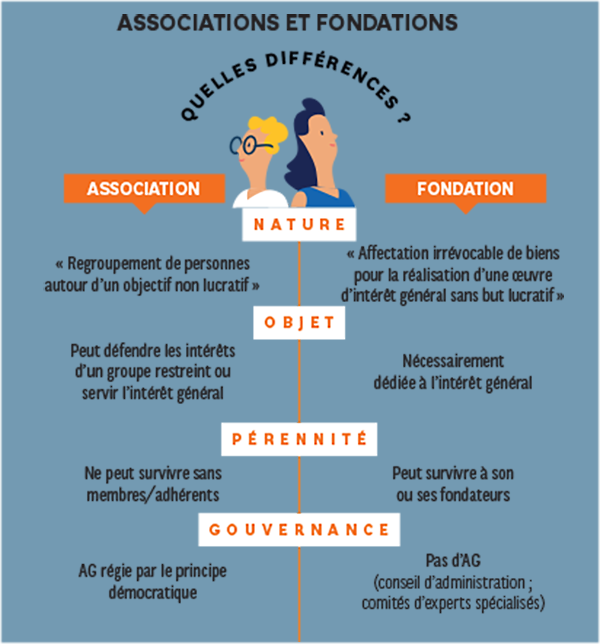 ASSOCIATIONS ET FONDATIONS
QUELLES DIFFÉRENCES ?
ASSOCIATION
FONDATION
NATURE
« Regroupement de personnes
autour d'un objectif non lucratif »
« Affectation irrévocable de biens
pour la réalisation d'une œuvre
d'intérêt général sans but lucratif »
OBJET
Peut défendre les intérêts
d'un groupe restreint ou
servir l'intérêt général
Nécessairement
dédiée à l'intérêt général
PÉRENNITÉ
Ne peut survivre sans
membres/adhérents
Peut survivre à son
ou ses fondateurs
GOUVERNANCE
AG régie par le principe
démocratique
Pas d'AG
(conseil d'administration ;
comités d'experts spécialisés)